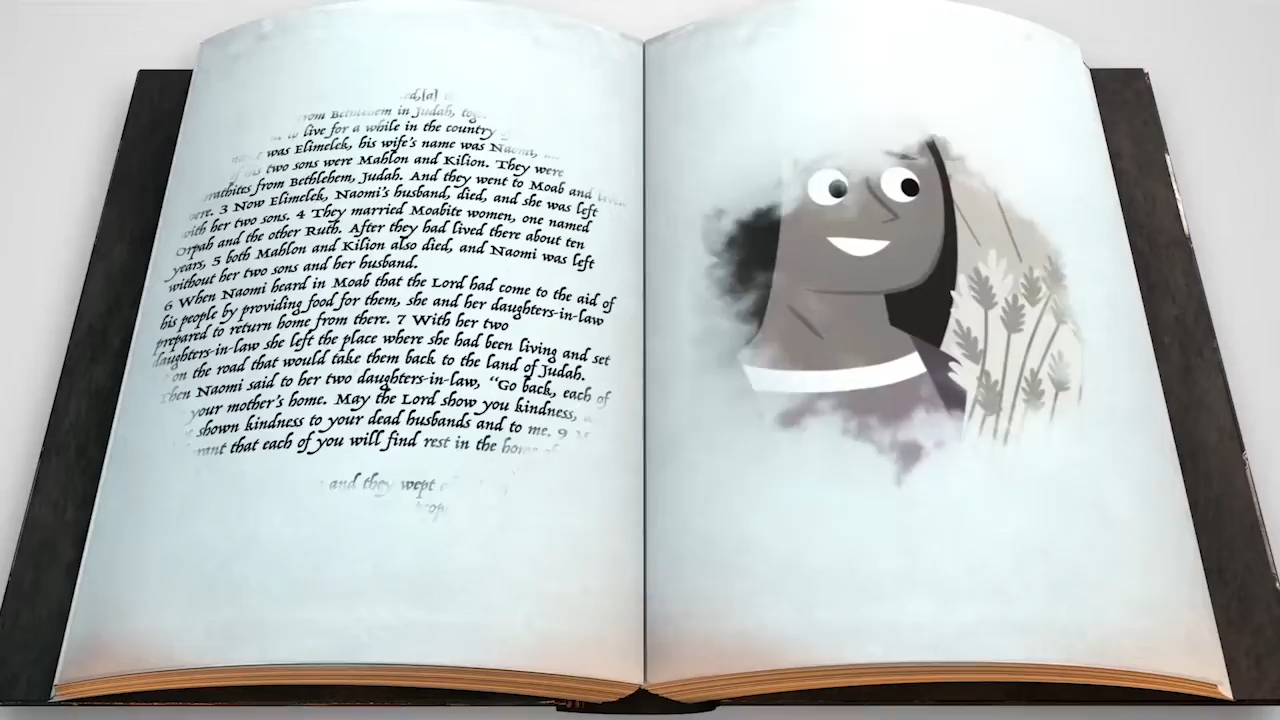 ed,[a]
from Bethlehem in Judah, tog
to live for a while in the country
name was Elimelek, his wife's name was Naomi,
of his two sons were Mahlon and Kilion. They were
rathites from Bethlehem, Judah. And they went to Moab and lived
ere. 3 Now Elimelek, Naomi's husband, died, and she was left
with her two sons. 4 They married Moabite women, one named
Orpah and the other Ruth. After they had lived there about ten
years, 5 both Mahlon and Kilion also died, and Naomi was left
without her two sons and her husband.
6 When Naomi heard in Moab that the Lord had come to the aid of
his people by providing food for them, she and her daughters-in-law
prepared to return home from there. 7 With her two
daughters-in-law she left the place where she had been living and set
on the road that would take them back to the land of Judah.
Then Naomi said to her two daughters-in-law, “Go back, each of
your mother's home. May the Lord show you kindness,
shown kindness to your dead husbands and to me. 9
rant that each of you will find rest in the home of
and they wept